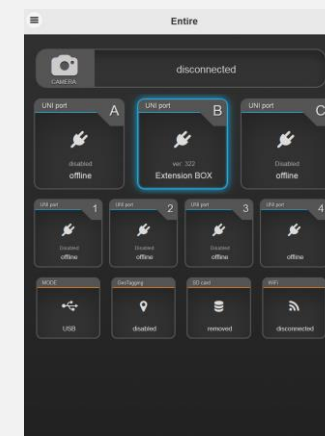 Entire
CAMERA
disconnected
UNI port A
disabled
offline
UNI port B
ver: 322
Extension BOX
UNI port C
Disabled
offline
UNI port 1
Disabled
offline
UNI port 2
Disabled
offline
UNI port 3
Disabled
offline
UNI port 4
offline
MODE
USB
GeoTagging
disabled
SD card
removed
WiFi
disconnected